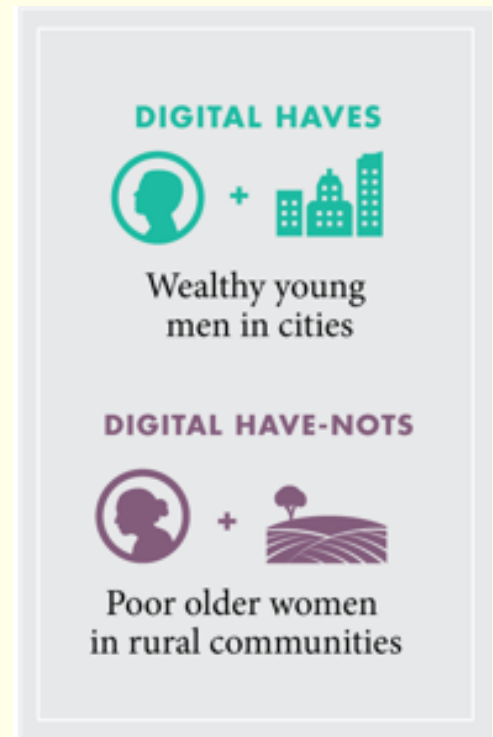 DIGITAL HAVES
+
Wealthy young
men in cities
DIGITAL HAVE-NOTS
+
Poor older women
in rural communities